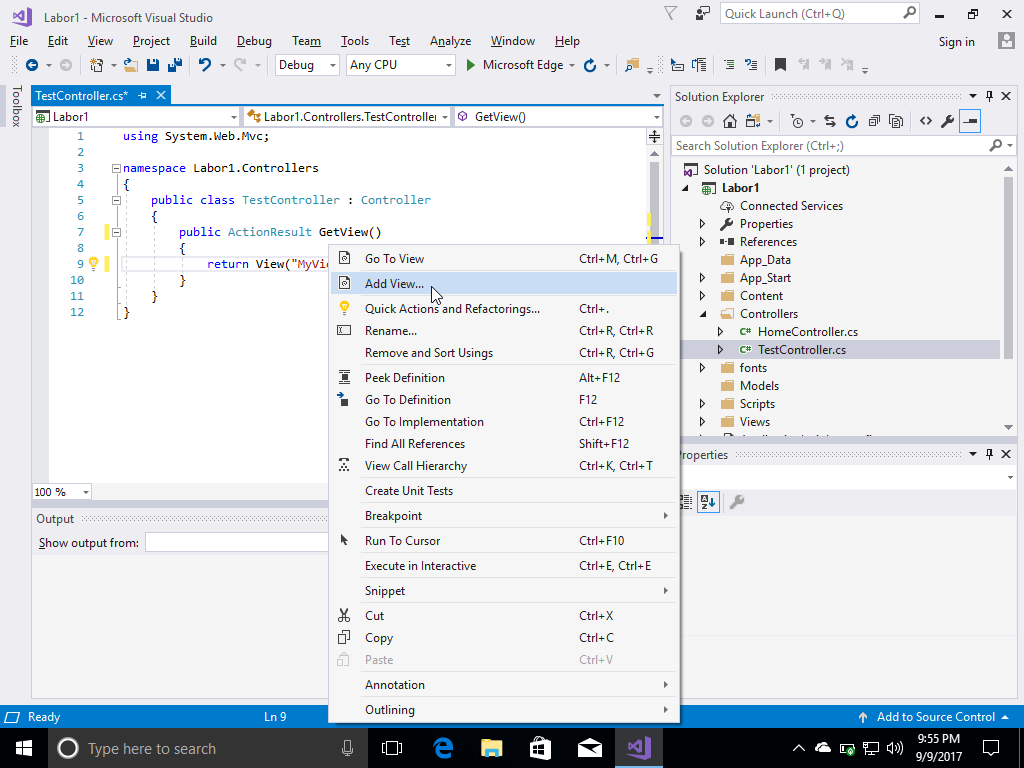 Labor1 - Microsoft Visual Studio
Quick Launch (Ctrl+Q)
File Edit View Project Build Debug Team Tools Test Analyze Window Help
Sign in
Debug Any CPU Microsoft Edge
Toolbox
TestController.cs*
Labor1 Labor1.Controllers.TestController GetView()
1 using System.Web.Mvc;
2
3 namespace Labor1.Controllers
4 {
5 public class TestController : Controller
6 {
7 public ActionResult GetView()
8 {
9 return View("MyVi
10 }
11 }
12 }
100 %
Output
Show output from:
Go To View Ctrl+M, Ctrl+G
Add View...
Quick Actions and Refactorings... Ctrl+.
Rename... Ctrl+R, Ctrl+R
Remove and Sort Usings Ctrl+R, Ctrl+G
Peek Definition Alt+F12
Go To Definition F12
Go To Implementation Ctrl+F12
Find All References Shift+F12
View Call Hierarchy Ctrl+K, Ctrl+T
Create Unit Tests
Breakpoint
Run To Cursor Ctrl+F10
Execute in Interactive Ctrl+E, Ctrl+E
Snippet
Cut Ctrl+X
Copy Ctrl+C
Paste Ctrl+V
Annotation
Outlining
Solution Explorer
Search Solution Explorer (Ctrl+;)
Solution 'Labor1' (1 project)
Labor1
Connected Services
Properties
References
App_Data
App_Start
Content
Controllers
C# HomeController.cs
C# TestController.cs
fonts
Models
Scripts
Views
Properties
Ready Ln 9 Add to Source Control
Type here to search
9:55 PM
9/9/2017